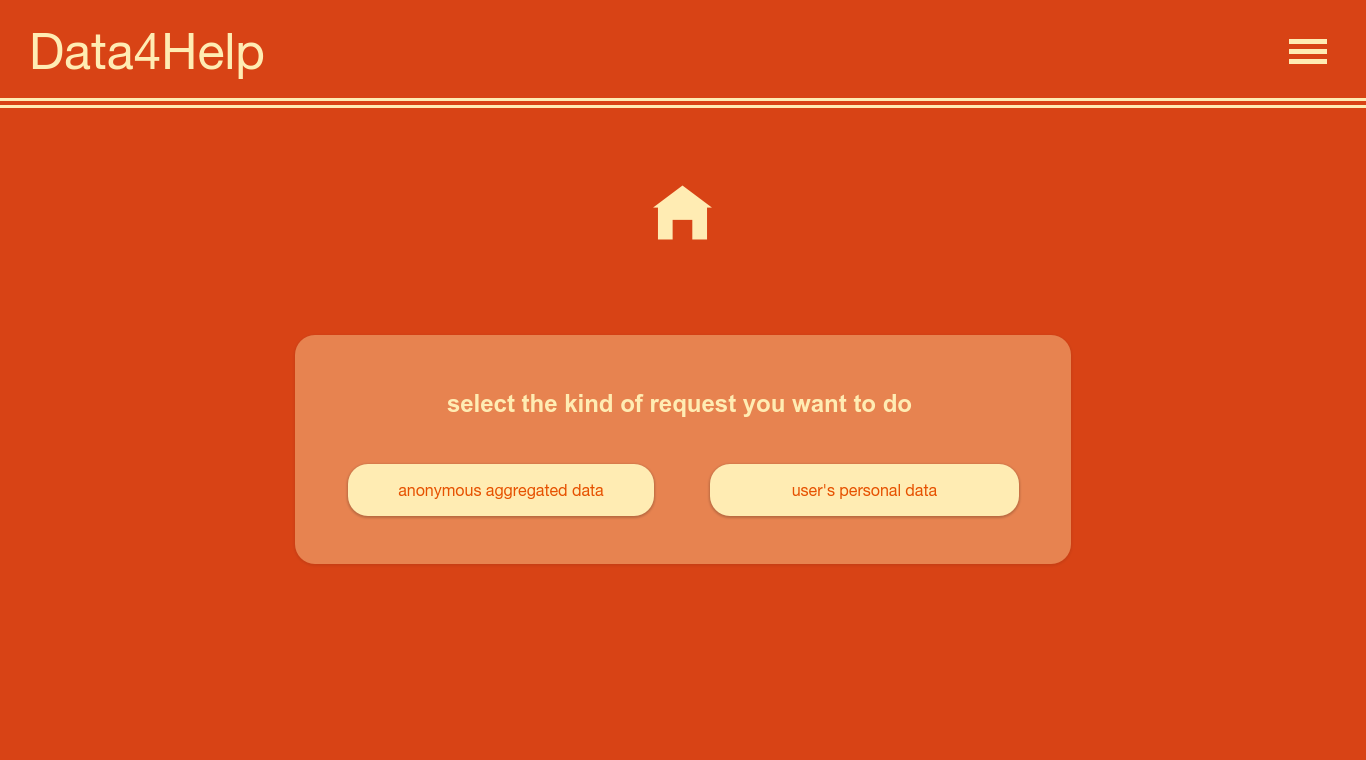 Data4Help
select the kind of request you want to do
anonymous aggregated data
user's personal data